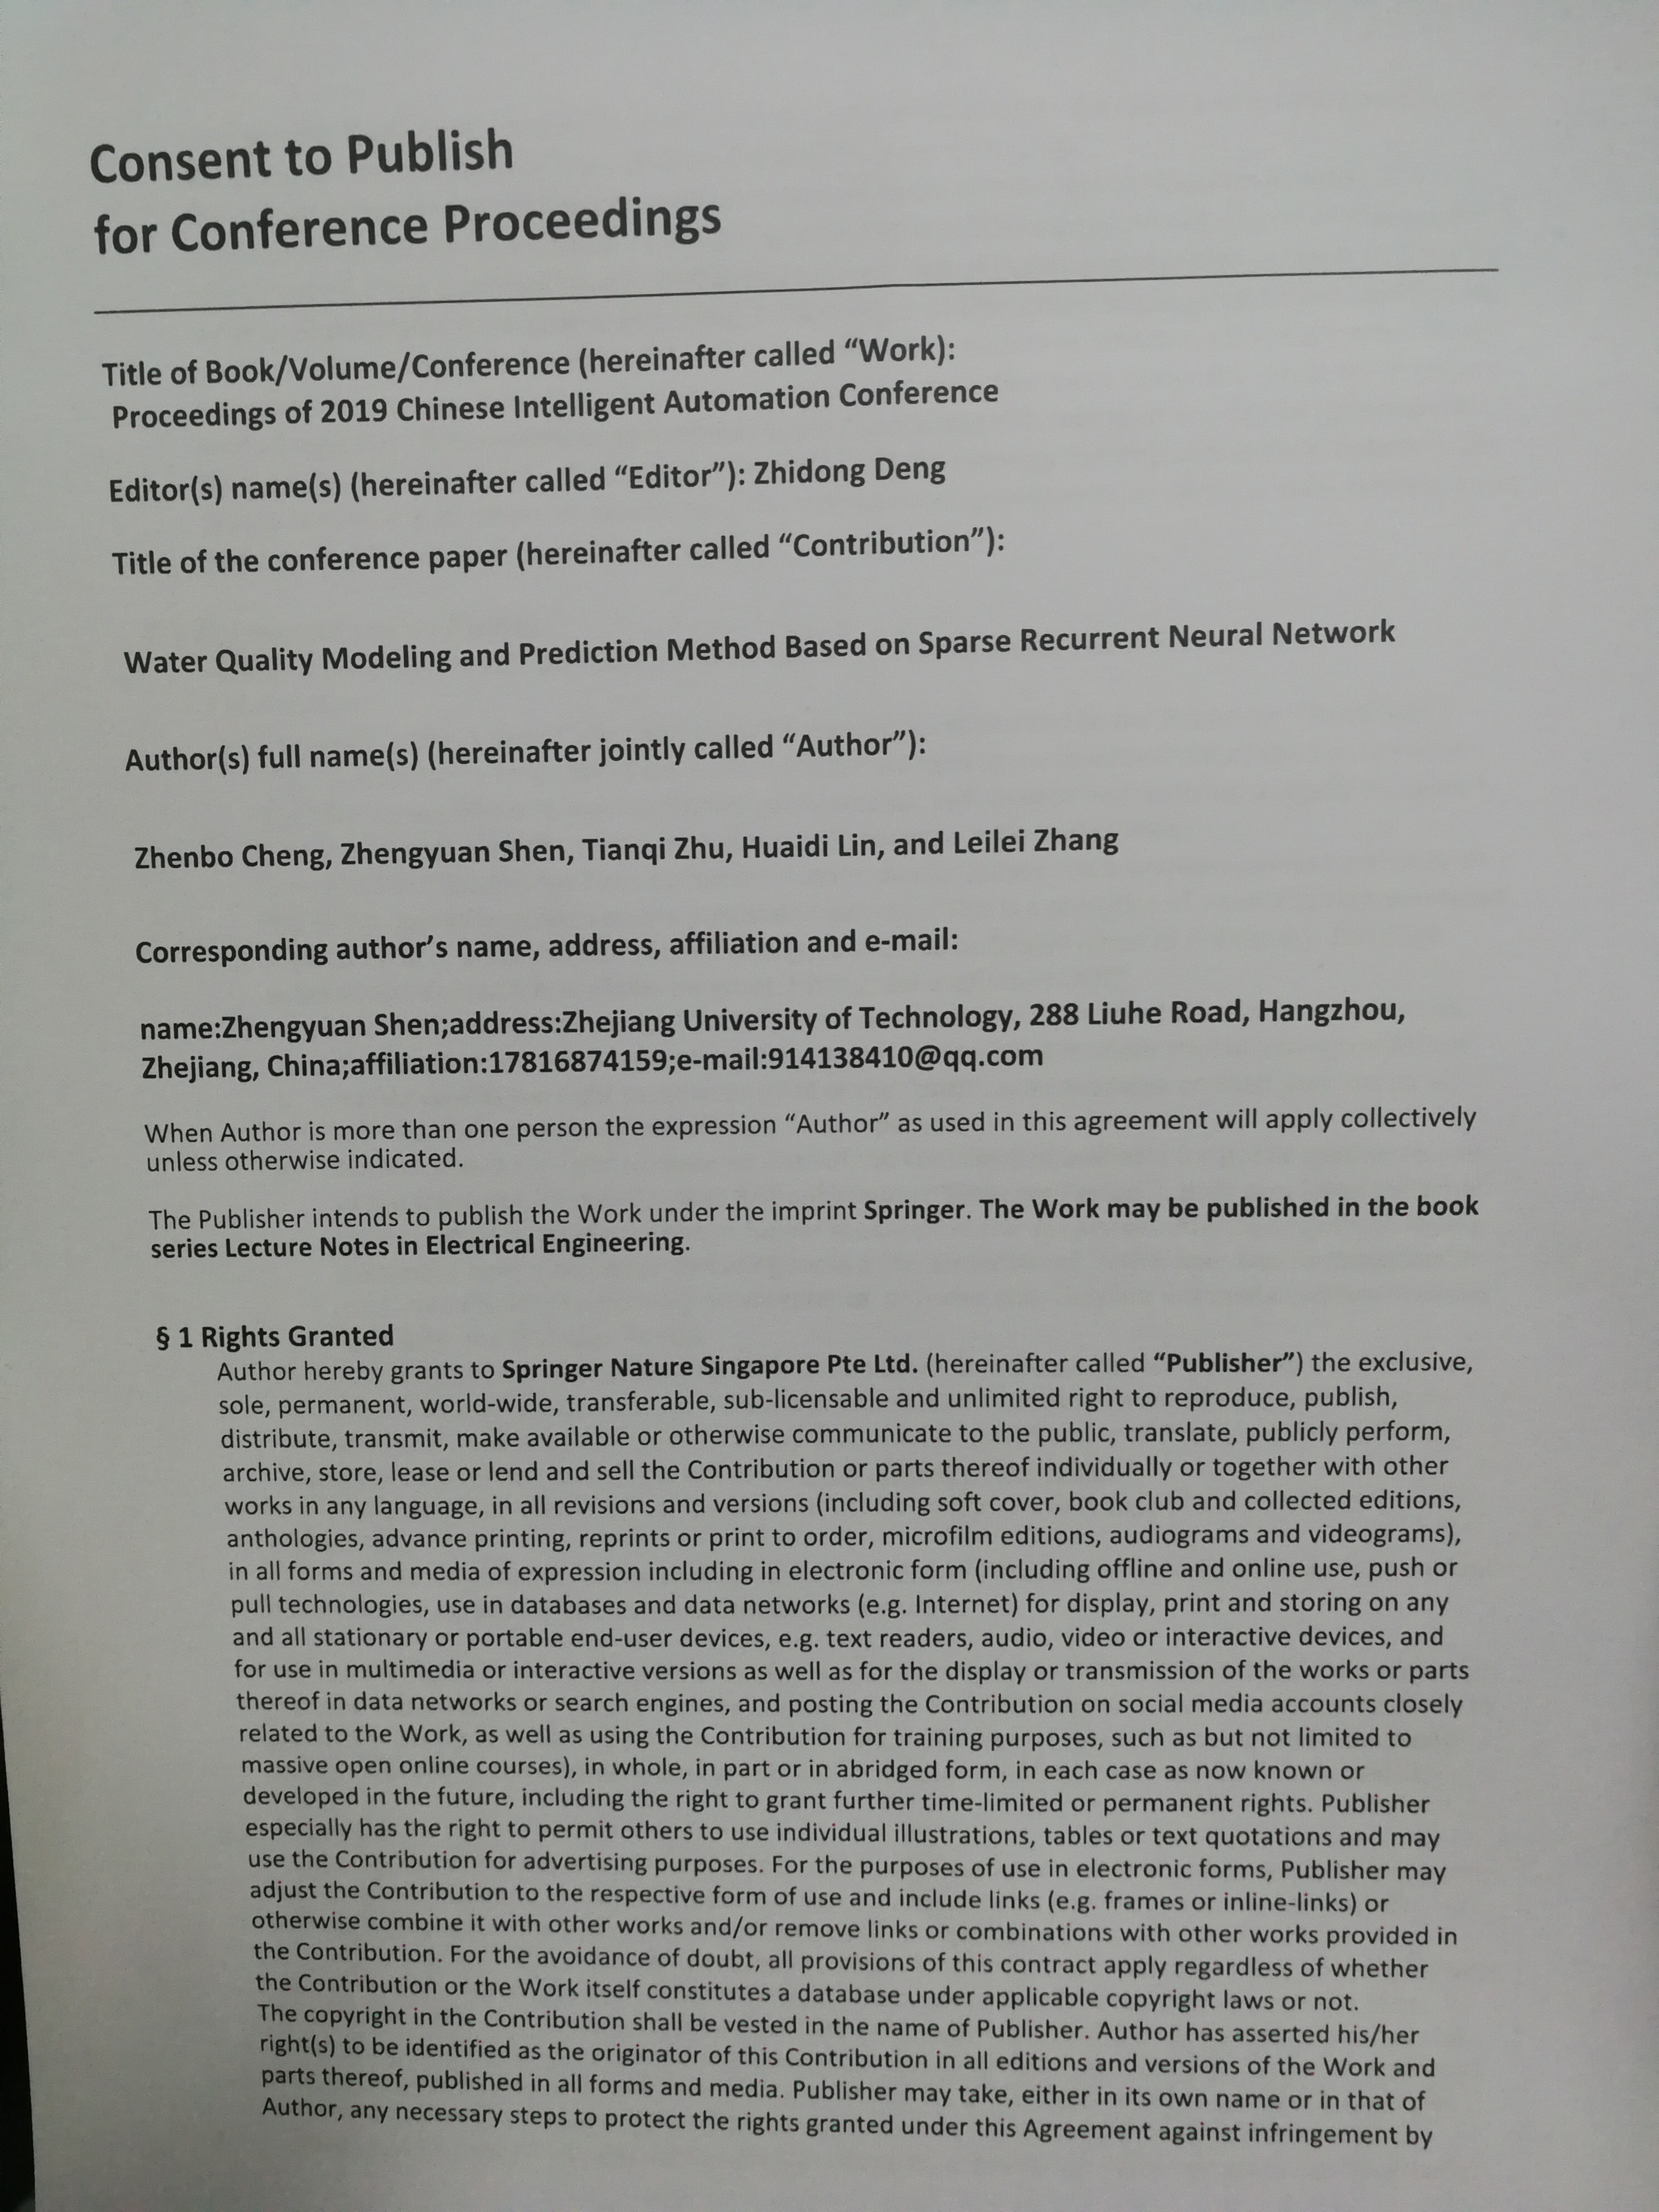 Consent to Publish
for Conference Proceedings
Title of Book/Volume/Conference (hereinafter called “Work):
Proceedings of 2019 Chinese Intelligent Automation Conference
Editor(s) name(s) (hereinafter called “Editor”): Zhidong Deng
Title of the conference paper (hereinafter called “Contribution”):
Water Quality Modeling and Prediction Method Based on Sparse Recurrent Neural Network
Author(s) full name(s) (hereinafter jointly called “Author”):
Zhenbo Cheng, Zhengyuan Shen, Tianqi Zhu, Huaidi Lin, and Leilei Zhang
Corresponding author’s name, address, affiliation and e-mail:
name:Zhengyuan Shen;address:Zhejiang University of Technology, 288 Liuhe Road, Hangzhou,
Zhejiang, China;affiliation:17816874159;e-mail:914138410@qq.com
When Author is more than one person the expression “Author” as used in this agreement will apply collectively
unless otherwise indicated.
The Publisher intends to publish the Work under the imprint Springer. The Work may be published in the book
series Lecture Notes in Electrical Engineering.
§ 1 Rights Granted
Author hereby grants to Springer Nature Singapore Pte Ltd. (hereinafter called “Publisher”) the exclusive,
sole, permanent, world-wide, transferable, sub-licensable and unlimited right to reproduce, publish,
distribute, transmit, make available or otherwise communicate to the public, translate, publicly perform,
archive, store, lease or lend and sell the Contribution or parts thereof individually or together with other
works in any language, in all revisions and versions (including soft cover, book club and collected editions,
anthologies, advance printing, reprints or print to order, microfilm editions, audiograms and videograms),
in all forms and media of expression including in electronic form (including offline and online use, push or
pull technologies, use in databases and data networks (e.g. Internet) for display, print and storing on any
and all stationary or portable end-user devices, e.g. text readers, audio, video or interactive devices, and
for use in multimedia or interactive versions as well as for the display or transmission of the works or parts
thereof in data networks or search engines, and posting the Contribution on social media accounts closely
related to the Work, as well as using the Contribution for training purposes, such as but not limited to
massive open online courses), in whole, in part or in abridged form, in each case as now known or
developed in the future, including the right to grant further time-limited or permanent rights. Publisher
especially has the right to permit others to use individual illustrations, tables or text quotations and may
use the Contribution for advertising purposes. For the purposes of use in electronic forms, Publisher may
adjust the Contribution to the respective form of use and include links (e.g. frames or inline-links) or
otherwise combine it with other works and/or remove links or combinations with other works provided in
the Contribution. For the avoidance of doubt, all provisions of this contract apply regardless of whether
the Contribution or the Work itself constitutes a database under applicable copyright laws or not.
The copyright in the Contribution shall be vested in the name of Publisher. Author has asserted his/her
right(s) to be identified as the originator of this Contribution in all editions and versions of the Work and
parts thereof, published in all forms and media. Publisher may take, either in its own name or in that of
Author, any necessary steps to protect the rights granted under this Agreement against infringement by